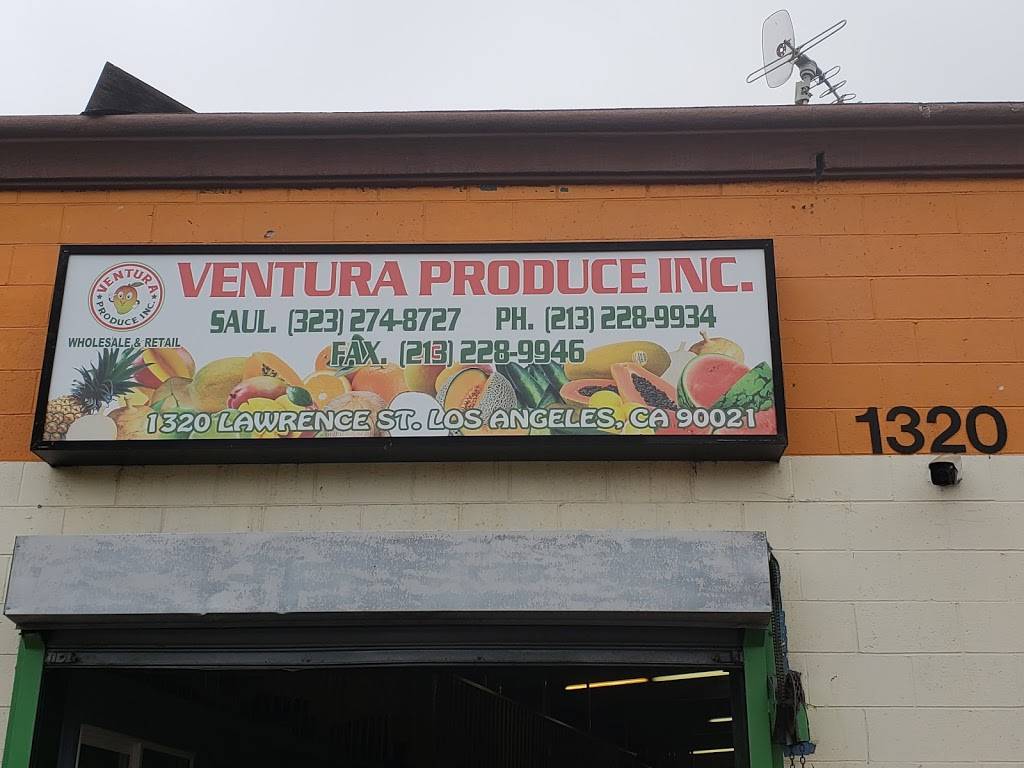 VENTURA PRODUCE INC.
VENTURA
PRODUCE INC.
SAUL. (323) 274-8727 PH. (213) 228-9934
WHOLESALE & RETAIL
FAX. (213) 228-9946
1320 LAWRENCE ST. LOS ANGELES, CA 90021
1320